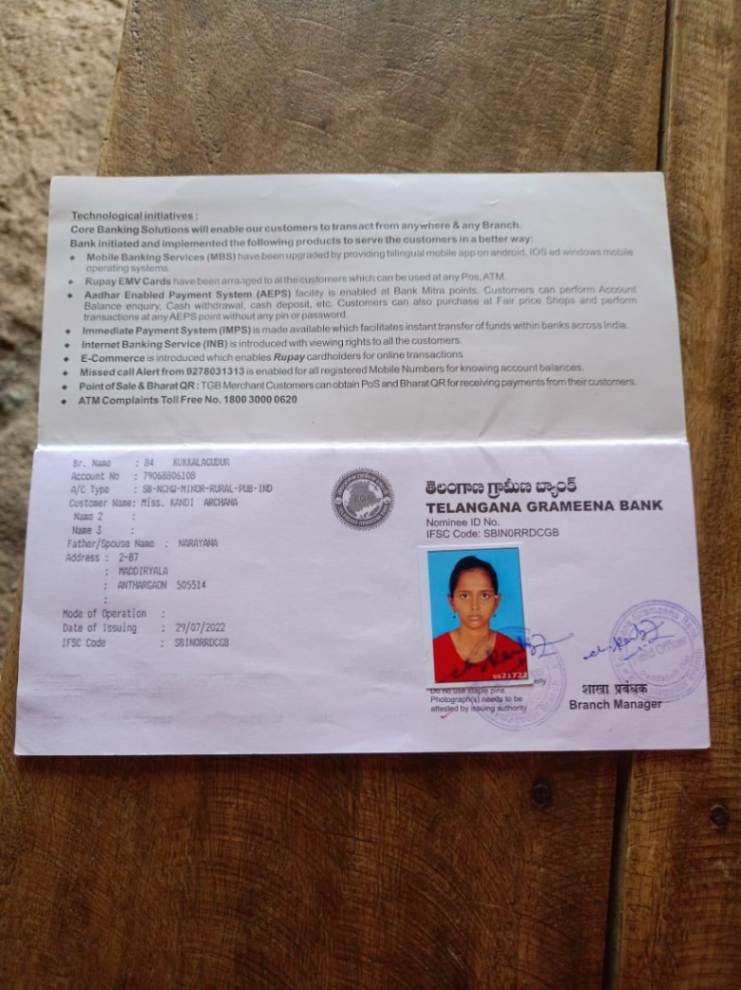 Technological initiatives :
Core Banking Solutions will enable our customers to transact from anywhere & any Branch.
Bank initiated and implemented the following products to serve the customers in a better way:
• Mobile Banking Services (MBS) have been upgraded by providing bilingual mobile app on android, IOS ad windows mobile
operating systems.
• Rupay EMV Cards have been arranged to all the customers which can be used at any Pos, ATM.
• Aadhar Enabled Payment System (AEPS) facility is enabled at Bank Mitra points. Customers can perform Account
Balance enquiry, Cash withdrawal, cash deposit, etc. Customers can also purchase at Fair price Shops and perform
transactions at any AEPS point without any pin or password.
• Immediate Payment System (IMPS) is made available which facilitates instant transfer of funds within banks across India.
• Internet Banking Service (INB) is introduced with viewing rights to all the customers.
• E-Commerce is introduced which enables Rupay cardholders for online transactions
• Missed call Alert from 9278031313 is enabled for all registered Mobile Numbers for knowing account balances.
• Point of Sale & Bharat QR : TGB Merchant Customers can obtain PoS and Bharat QR for receiving payments from their customers.
• ATM Complaints Toll Free No. 1800 3000 0620
Br. Name : 84 KUKKALAGUDUR
Account No : 79068806108
A/C Type : SB-NCHQ-MINOR-RURAL-PUB-IND
Customer Name: Miss. KANDI ARCHANA
Name 2 :
Name 3 :
Father/Spouse Name : NARAYANA
Address : 2-87
: MADDIRYALA
: ANTHARGAON 505514
:
Mode of Operation :
Date of Issuing : 29/07/2022
IFSC Code : SBIN0RRDCGB
తెలంగాణ గ్రామీణ బ్యాంక్
TELANGANA GRAMEENA BANK
Nominee ID No.
IFSC Code: SBIN0RRDCGB
Do no use staple pins.
Photograph(s) needs to be
attested by issuing authority
शाखा प्रबंधक
Branch Manager